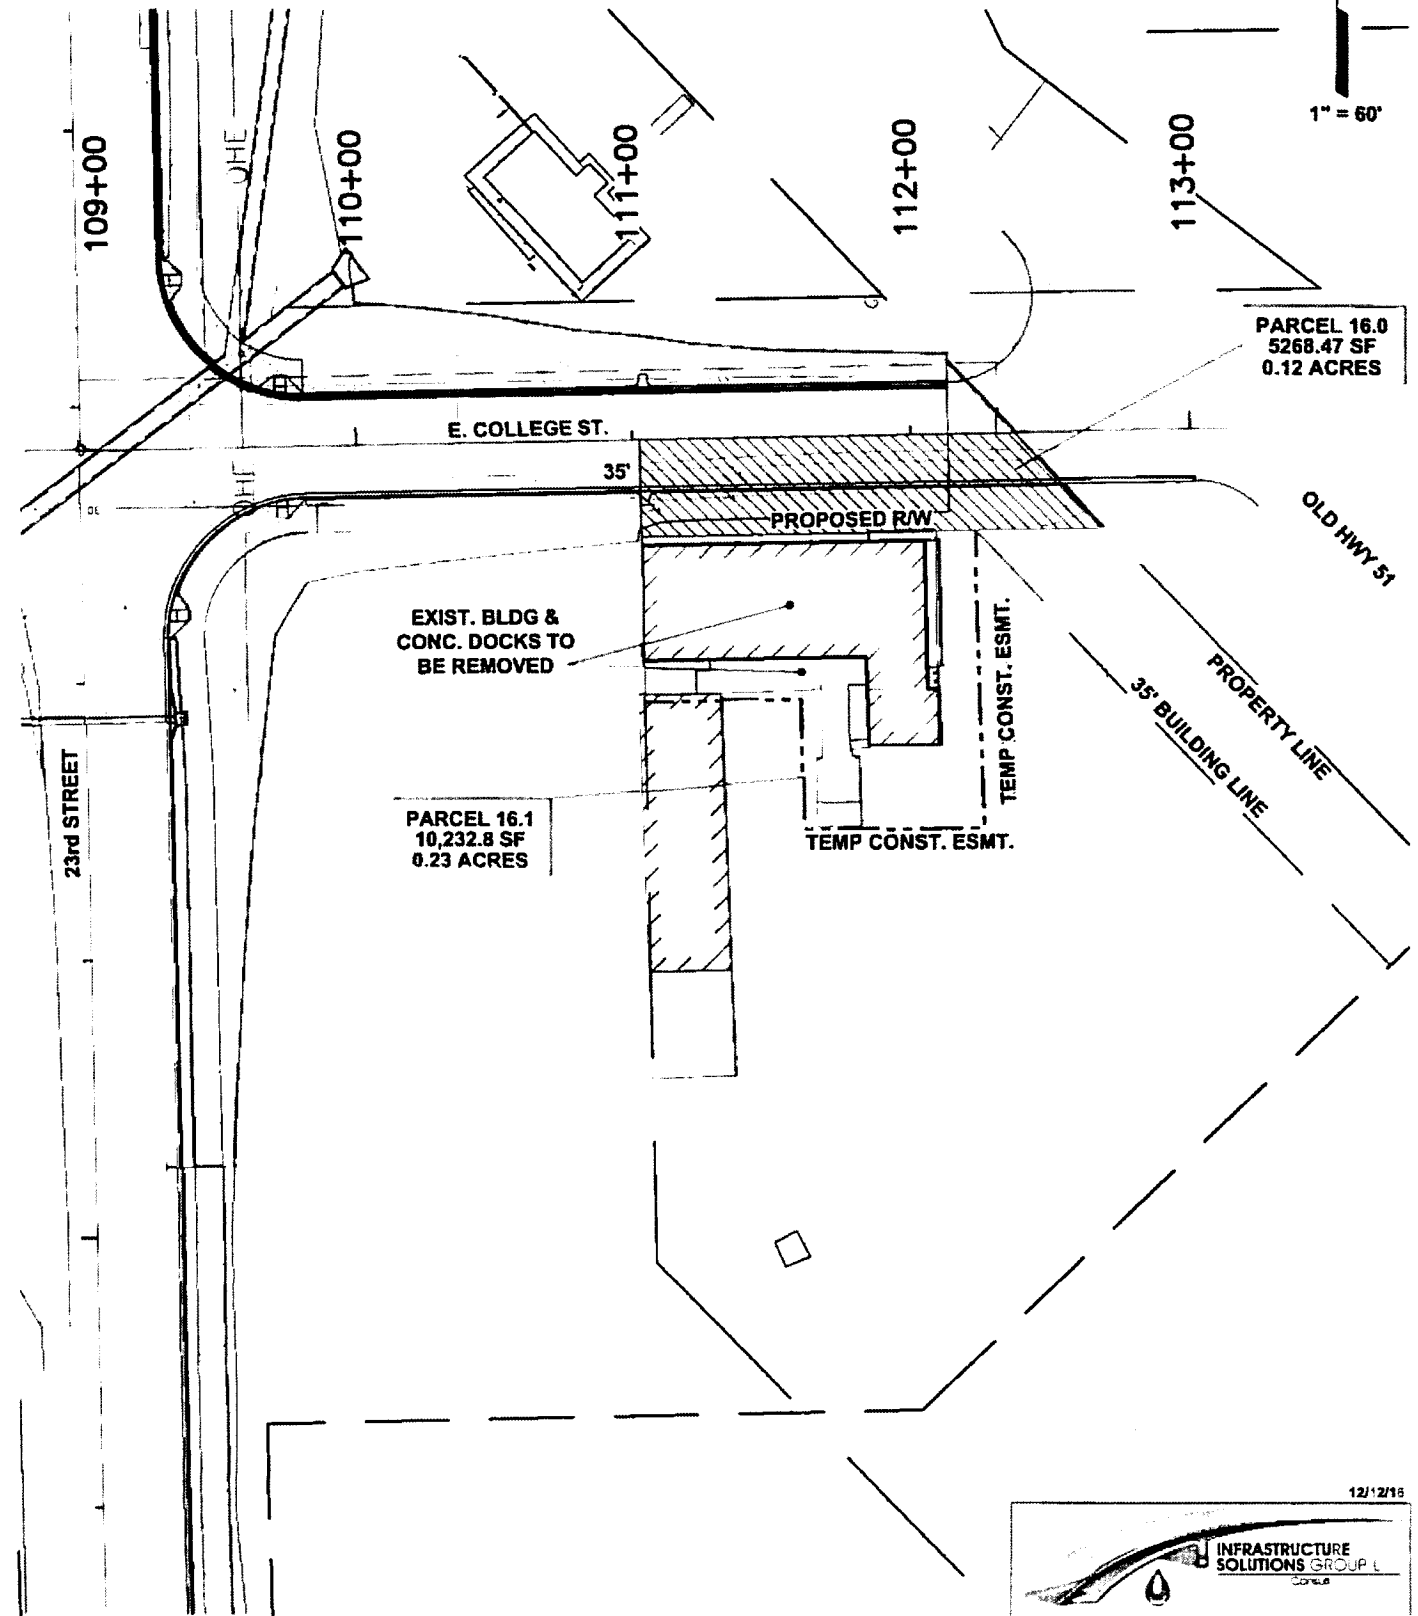 1" = 60'
109+00
OHE
110+00
111+00
112+00
113+00
G
PARCEL 16.0
5268.47 SF
0.12 ACRES
E. COLLEGE ST.
35'
OHE
PROPOSED R/W
OLD HWY 51
EXIST. BLDG &
CONC. DOCKS TO
BE REMOVED
TEMP CONST. ESMT.
PROPERTY LINE
35' BUILDING LINE
23rd STREET
PARCEL 16.1
10,232.8 SF
0.23 ACRES
TEMP CONST. ESMT.
12/12/16
INFRASTRUCTURE
SOLUTIONS GROUP L